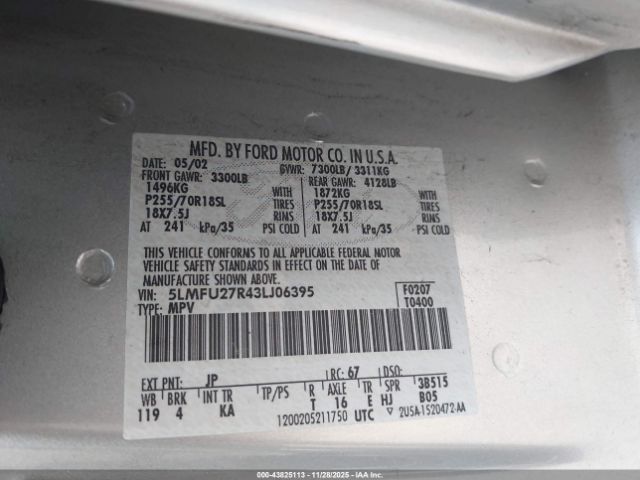 MFD. BY FORD MOTOR CO. IN U.S.A.
DATE: 05/02 GVWR: 7300LB/ 3311KG
FRONT GAWR: 3300LB REAR GAWR: 4128LB
1496KG WITH 1872KG WITH
P255/70R18SL TIRES P255/70R18SL TIRES
18X7.5J RIMS 18X7.5J RIMS
AT 241 kPa/35 PSI COLD AT 241 kPa/35 PSI COLD
THIS VEHICLE CONFORMS TO ALL APPLICABLE FEDERAL MOTOR
VEHICLE SAFETY STANDARDS IN EFFECT ON THE DATE OF
MANUFACTURE SHOWN ABOVE.
VIN: 5LMFU27R43LJ06395 F0207
TYPE: MPV T0400
EXT PNT: JP RC: 67 DSO:
WB BRK INT TR TP/PS R AXLE TR SPR 3B515
119 4 KA T 16 E HJ B05
1200205211750 UTC 2U5A-1520472-AA
000-43825113 — 11/28/2025 — IAAI.CA